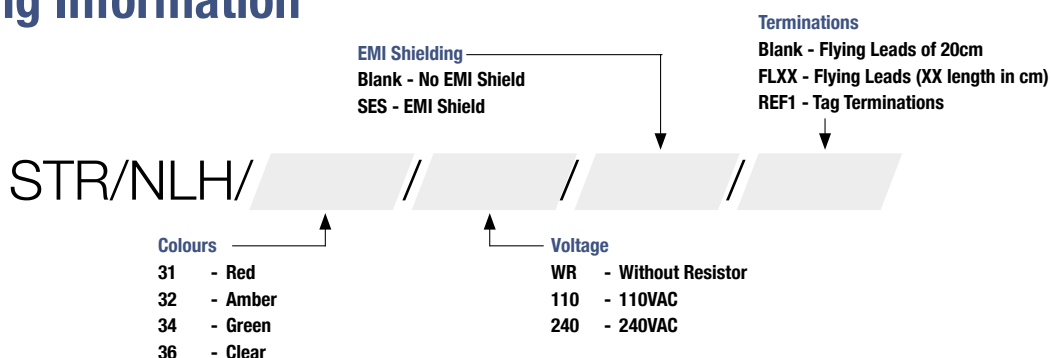 ng Information
Terminations
Blank - Flying Leads of 20cm
FLXX - Flying Leads (XX length in cm)
REF1 - Tag Terminations
EMI Shielding
Blank - No EMI Shield
SES - EMI Shield
STR/NLH/ / / /
Colours
31 - Red
32 - Amber
34 - Green
36 - Clear
Voltage
WR - Without Resistor
110 - 110VAC
240 - 240VAC